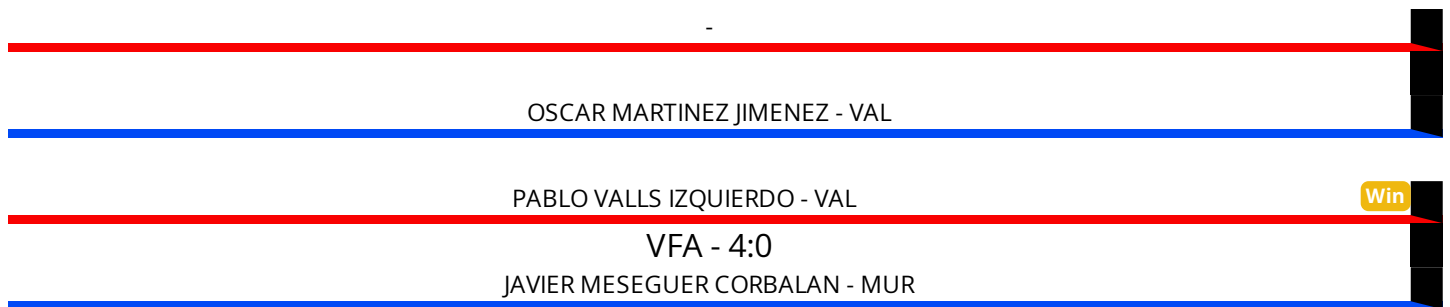 -
OSCAR MARTINEZ JIMENEZ - VAL
PABLO VALLS IZQUIERDO - VAL
Win
VFA - 4:0
JAVIER MESEGUER CORBALAN - MUR